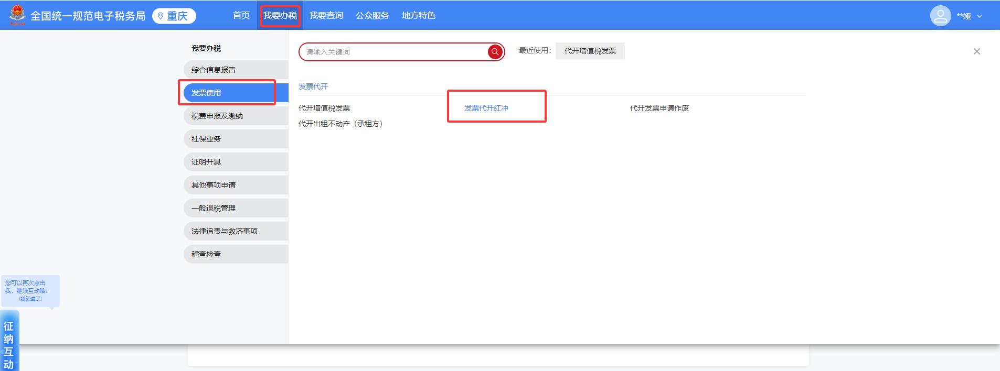 全国统一规范电子税务局
重庆
首页
我要办税
我要查询
公众服务
地方特色
**娅
我要办税
综合信息报告
发票使用
税费申报及缴纳
社保业务
证明开具
其他事项申请
一般退税管理
法律追责与救济事项
稽查检查
请输入关键词
最近使用：
代开增值税发票
发票代开
代开增值税发票
发票代开红冲
代开发票申请作废
代开出租不动产（承租方）
您可以再次点击
我，继续互动哦！
(我知道了)
征
纳
互
动